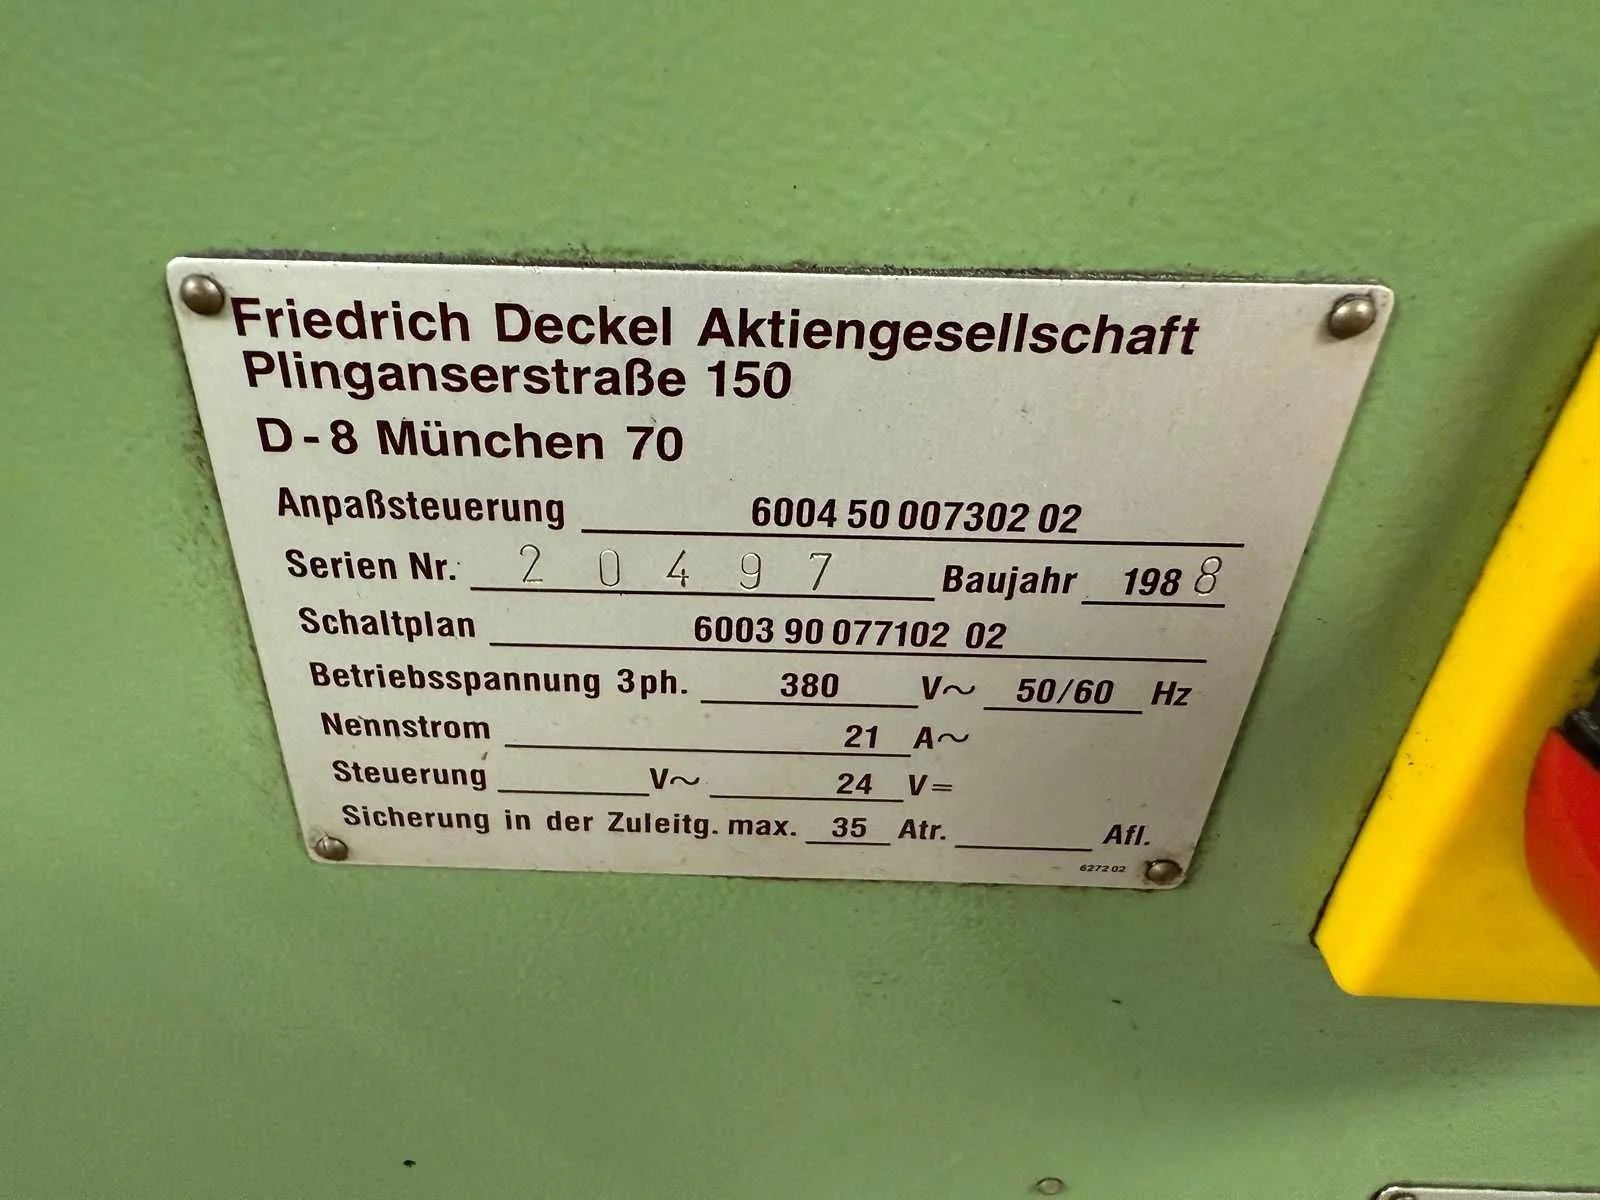 Friedrich Deckel Aktiengesellschaft
Plinganserstraße 150
D-8 München 70
Anpaßsteuerung 6004 50 007302 02
Serien Nr. 20497 Baujahr 1988
Schaltplan 6003 90 077102 02
Betriebsspannung 3ph. 380 V~ 50/60 Hz
Nennstrom 21 A~
Steuerung V~ 24 V=
Sicherung in der Zuleitg. max. 35 Atr. Afl.
6272 02